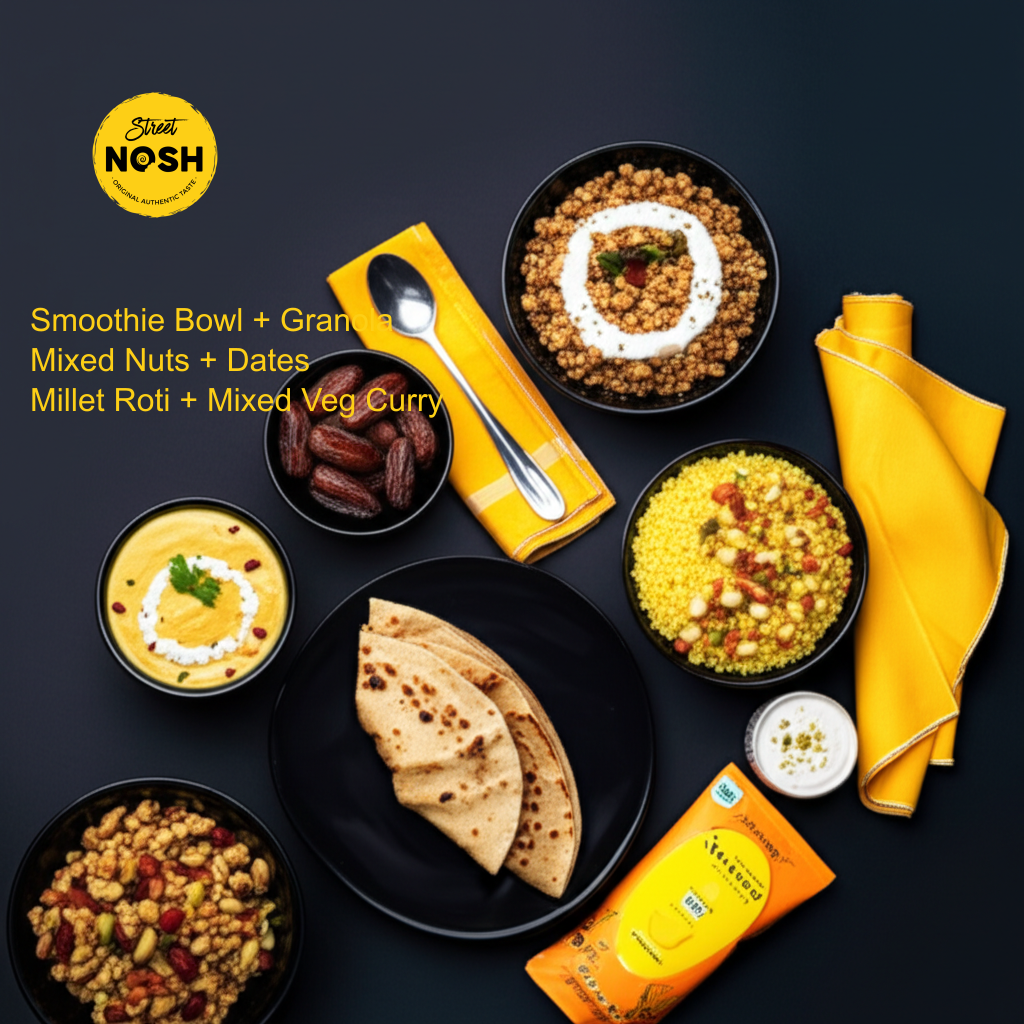 Street
NOSH
ORIGINAL AUTHENTIC TASTE
Smoothie Bowl + Granola
Mixed Nuts + Dates
Millet Roti + Mixed Veg Curry